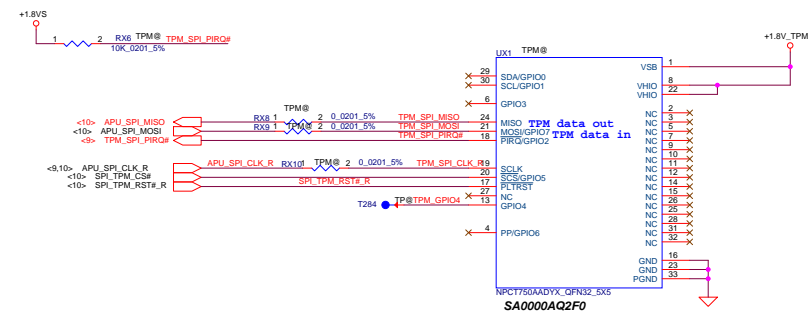 +1.8VS
1 2 RX6 TPM@ TPM_SPI_PIRQ#
10K_0201_5%
UX1 TPM@
+1.8V_TPM
VSB 1
VHIO 8
VHIO 22
29 SDA/GPIO0
30 SCL/GPIO1
6 GPIO3
TPM@
<10> APU_SPI_MISO RX8 1 2 0_0201_5% TPM_SPI_MISO 24 MISO TPM data out
<10> APU_SPI_MOSI RX9 1 TPM@ 2 0_0201_5% TPM_SPI_MOSI 21 MOSI/GPIO7 TPM data in
<9> TPM_SPI_PIRQ# TPM_SPI_PIRQ# 18 PIRQ/GPIO2
<9,10> APU_SPI_CLK_R APU_SPI_CLK_R RX10 1 TPM@ 2 0_0201_5% TPM_SPI_CLK_R 19 SCLK
<10> SPI_TPM_CS# 20 SCS/GPIO5
<10> SPI_TPM_RST#_R SPI_TPM_RST#_R 17 PLTRST
27 NC
T284 TP@ TPM_GPIO4 13 GPIO4
4 PP/GPIO6
NC 2
NC 3
NC 5
NC 7
NC 9
NC 10
NC 11
NC 12
NC 14
NC 15
NC 26
NC 25
NC 28
NC 31
NC 32
GND 16
GND 23
PGND 33
NPCT750AADYX_QFN32_5X5
SA0000AQ2F0